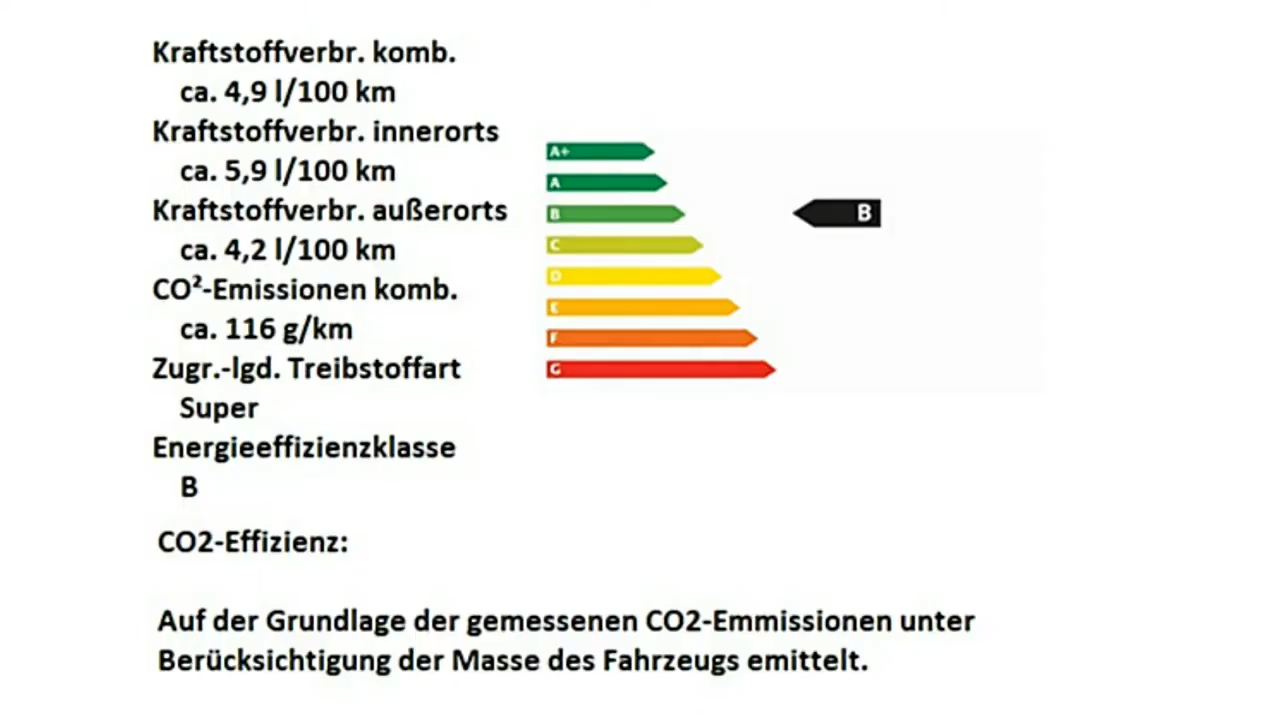 Kraftstoffverbr. komb.
ca. 4,9 l/100 km
Kraftstoffverbr. innerorts
ca. 5,9 l/100 km
Kraftstoffverbr. außerorts
ca. 4,2 l/100 km
CO²-Emissionen komb.
ca. 116 g/km
Zugr.-lgd. Treibstoffart
Super
Energieeffizienzklasse
B
A+
A
B
B
C
D
E
F
G
CO2-Effizienz:
Auf der Grundlage der gemessenen CO2-Emmissionen unter
Berücksichtigung der Masse des Fahrzeugs emittelt.